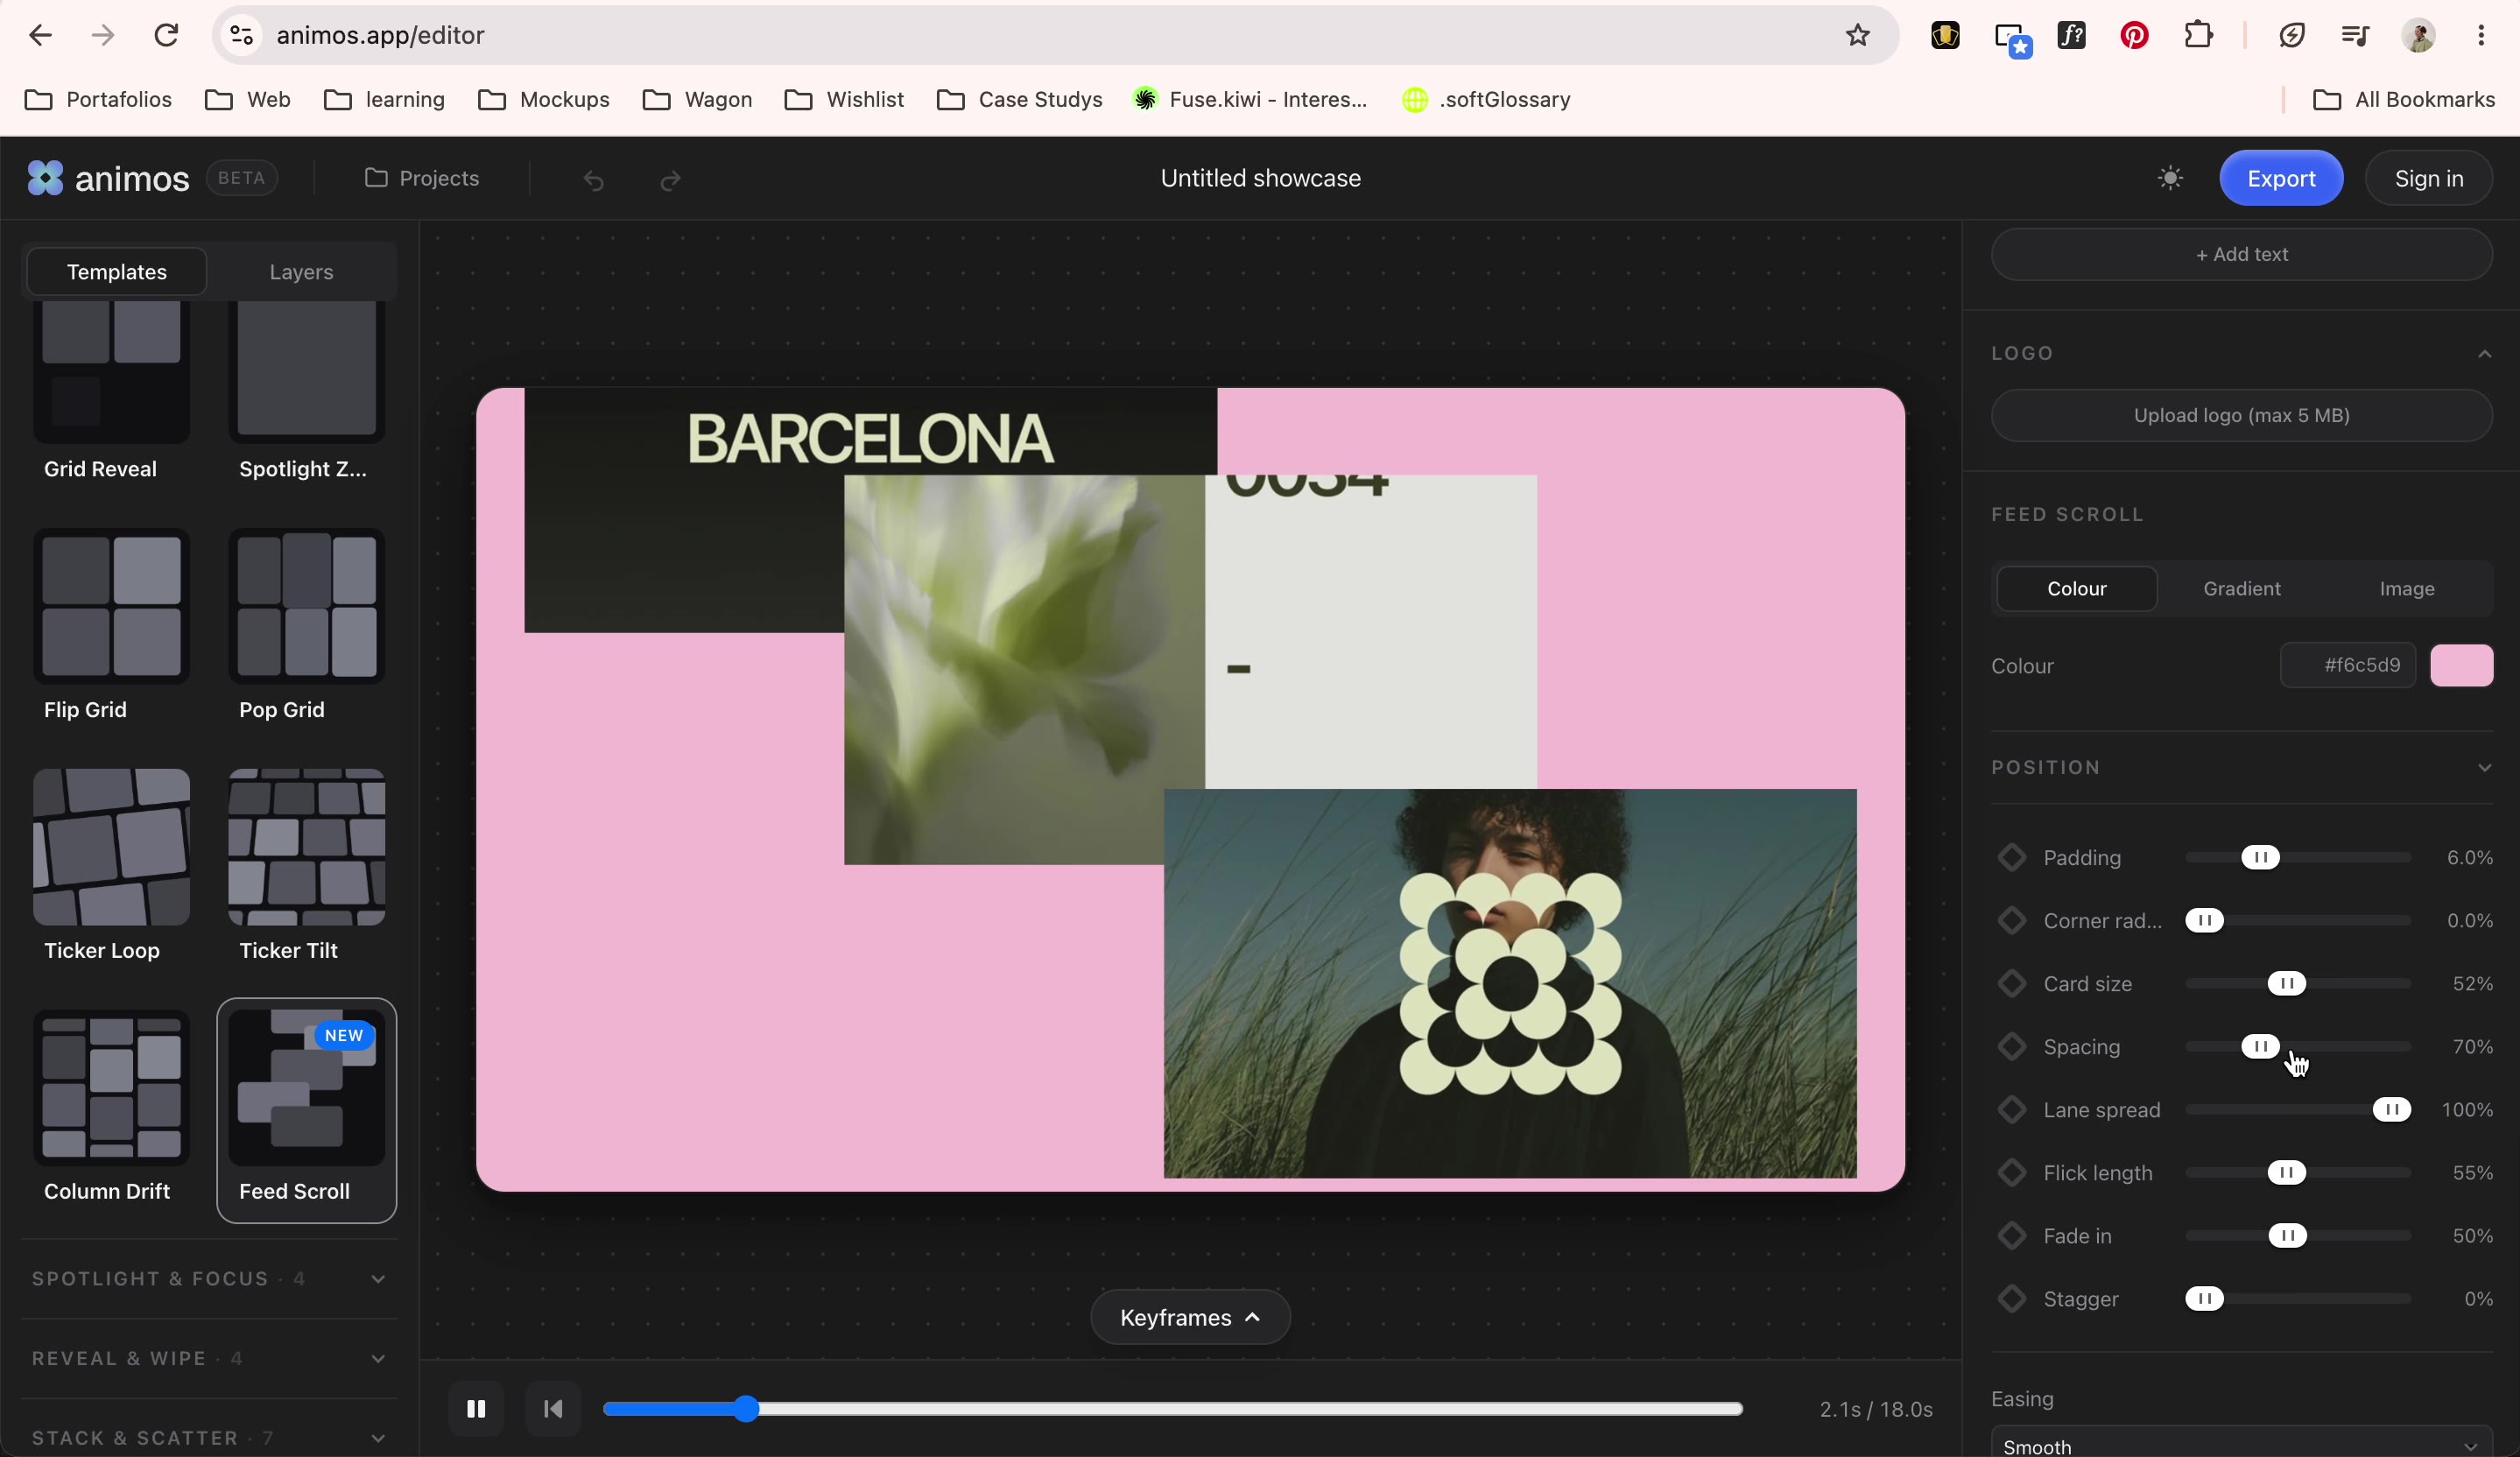 animos.app/editor
Portafolios
Web
learning
Mockups
Wagon
Wishlist
Case Studys
Fuse.kiwi - Interes...
.softGlossary
All Bookmarks
animos
BETA
Projects
Untitled showcase
Export
Sign in
Templates
Layers
Grid Reveal
Spotlight Z...
Flip Grid
Pop Grid
Ticker Loop
Ticker Tilt
NEW
Column Drift
Feed Scroll
SPOTLIGHT & FOCUS · 4
REVEAL & WIPE · 4
STACK & SCATTER · 7
BARCELONA
0034
-
Keyframes
2.1s / 18.0s
+ Add text
LOGO
Upload logo (max 5 MB)
FEED SCROLL
Colour
Gradient
Image
Colour
#f6c5d9
POSITION
Padding
6.0%
Corner rad...
0.0%
Card size
52%
Spacing
70%
Lane spread
100%
Flick length
55%
Fade in
50%
Stagger
0%
Easing
Smooth